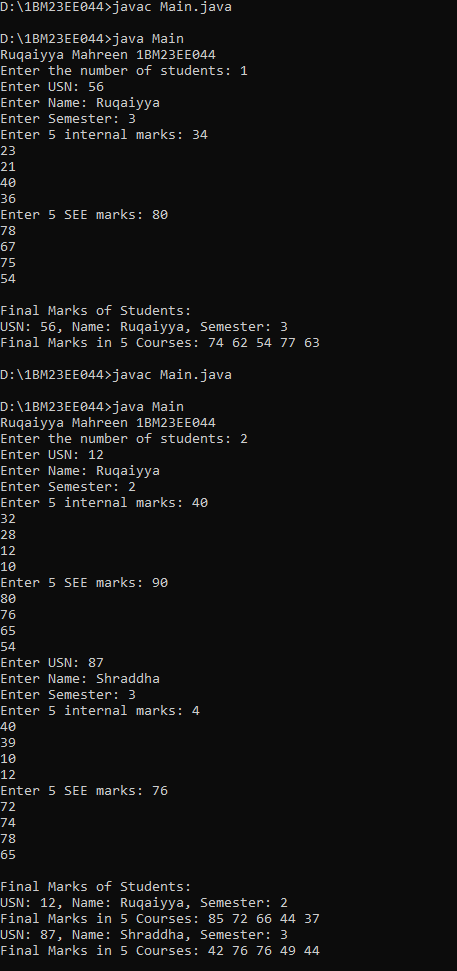 D:\1BM23EE044>javac Main.java
D:\1BM23EE044>java Main
Ruqaiyya Mahreen 1BM23EE044
Enter the number of students: 1
Enter USN: 56
Enter Name: Ruqaiyya
Enter Semester: 3
Enter 5 internal marks: 34
23
21
40
36
Enter 5 SEE marks: 80
78
67
75
54
Final Marks of Students:
USN: 56, Name: Ruqaiyya, Semester: 3
Final Marks in 5 Courses: 74 62 54 77 63
D:\1BM23EE044>javac Main.java
D:\1BM23EE044>java Main
Ruqaiyya Mahreen 1BM23EE044
Enter the number of students: 2
Enter USN: 12
Enter Name: Ruqaiyya
Enter Semester: 2
Enter 5 internal marks: 40
32
28
12
10
Enter 5 SEE marks: 90
80
76
65
54
Enter USN: 87
Enter Name: Shraddha
Enter Semester: 3
Enter 5 internal marks: 4
40
39
10
12
Enter 5 SEE marks: 76
72
74
78
65
Final Marks of Students:
USN: 12, Name: Ruqaiyya, Semester: 2
Final Marks in 5 Courses: 85 72 66 44 37
USN: 87, Name: Shraddha, Semester: 3
Final Marks in 5 Courses: 42 76 76 49 44